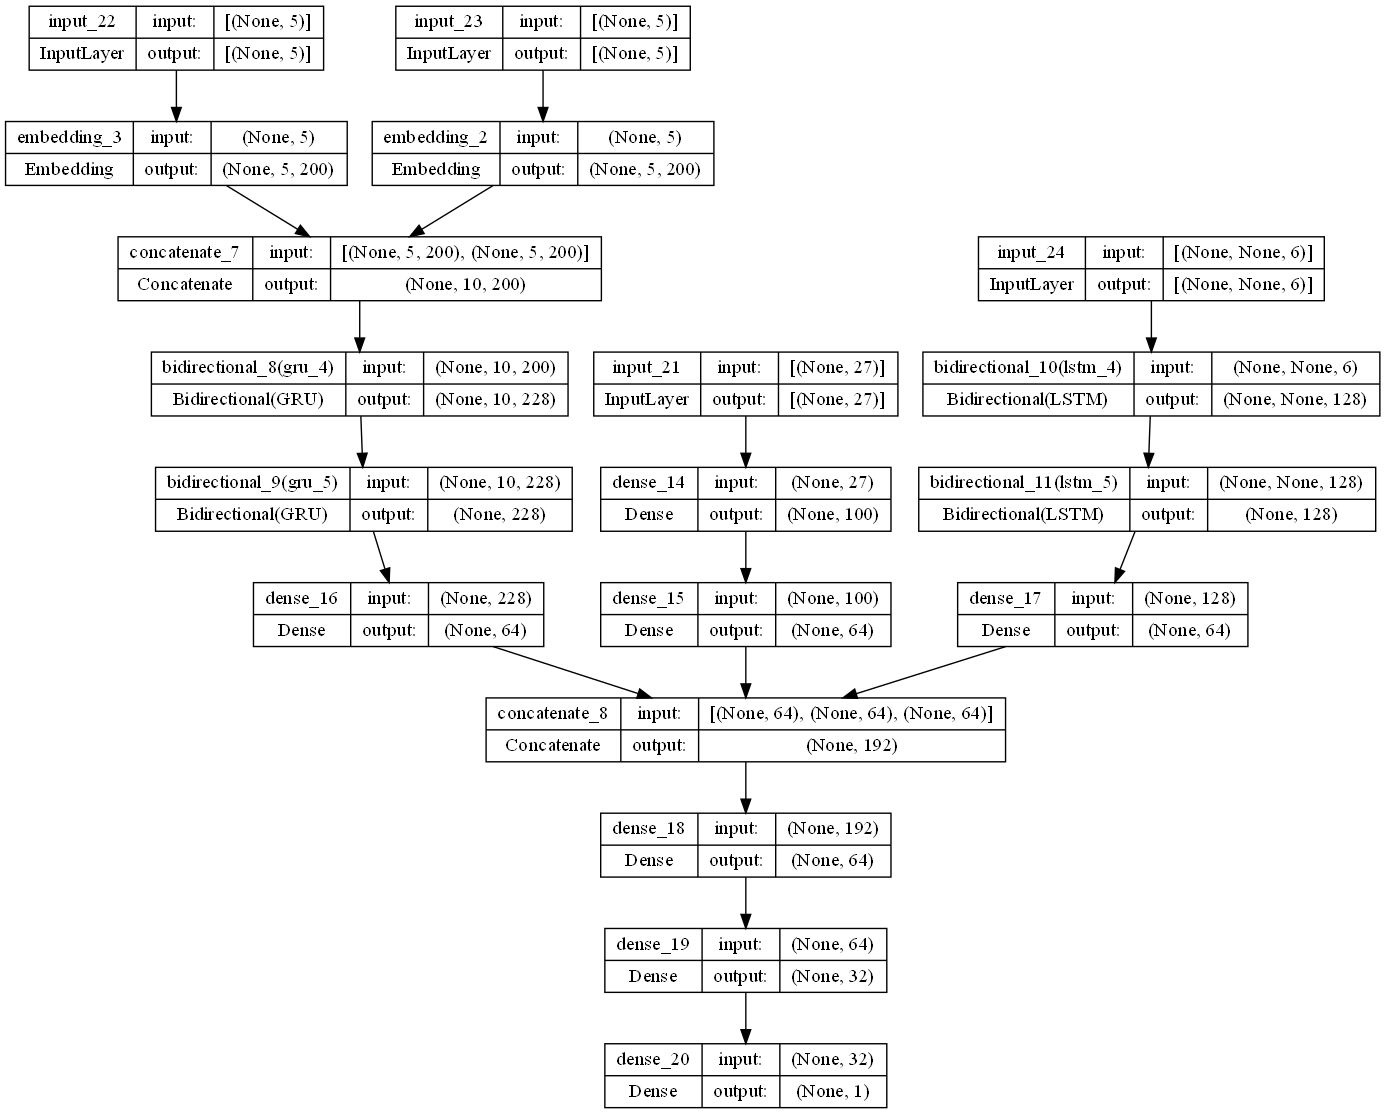 input_22 input: [(None, 5)]
InputLayer output: [(None, 5)]
input_23 input: [(None, 5)]
InputLayer output: [(None, 5)]
embedding_3 input: (None, 5)
Embedding output: (None, 5, 200)
embedding_2 input: (None, 5)
Embedding output: (None, 5, 200)
concatenate_7 input: [(None, 5, 200), (None, 5, 200)]
Concatenate output: (None, 10, 200)
input_24 input: [(None, None, 6)]
InputLayer output: [(None, None, 6)]
bidirectional_8(gru_4) input: (None, 10, 200)
Bidirectional(GRU) output: (None, 10, 228)
input_21 input: [(None, 27)]
InputLayer output: [(None, 27)]
bidirectional_10(lstm_4) input: (None, None, 6)
Bidirectional(LSTM) output: (None, None, 128)
bidirectional_9(gru_5) input: (None, 10, 228)
Bidirectional(GRU) output: (None, 228)
dense_14 input: (None, 27)
Dense output: (None, 100)
bidirectional_11(lstm_5) input: (None, None, 128)
Bidirectional(LSTM) output: (None, 128)
dense_16 input: (None, 228)
Dense output: (None, 64)
dense_15 input: (None, 100)
Dense output: (None, 64)
dense_17 input: (None, 128)
Dense output: (None, 64)
concatenate_8 input: [(None, 64), (None, 64), (None, 64)]
Concatenate output: (None, 192)
dense_18 input: (None, 192)
Dense output: (None, 64)
dense_19 input: (None, 64)
Dense output: (None, 32)
dense_20 input: (None, 32)
Dense output: (None, 1)